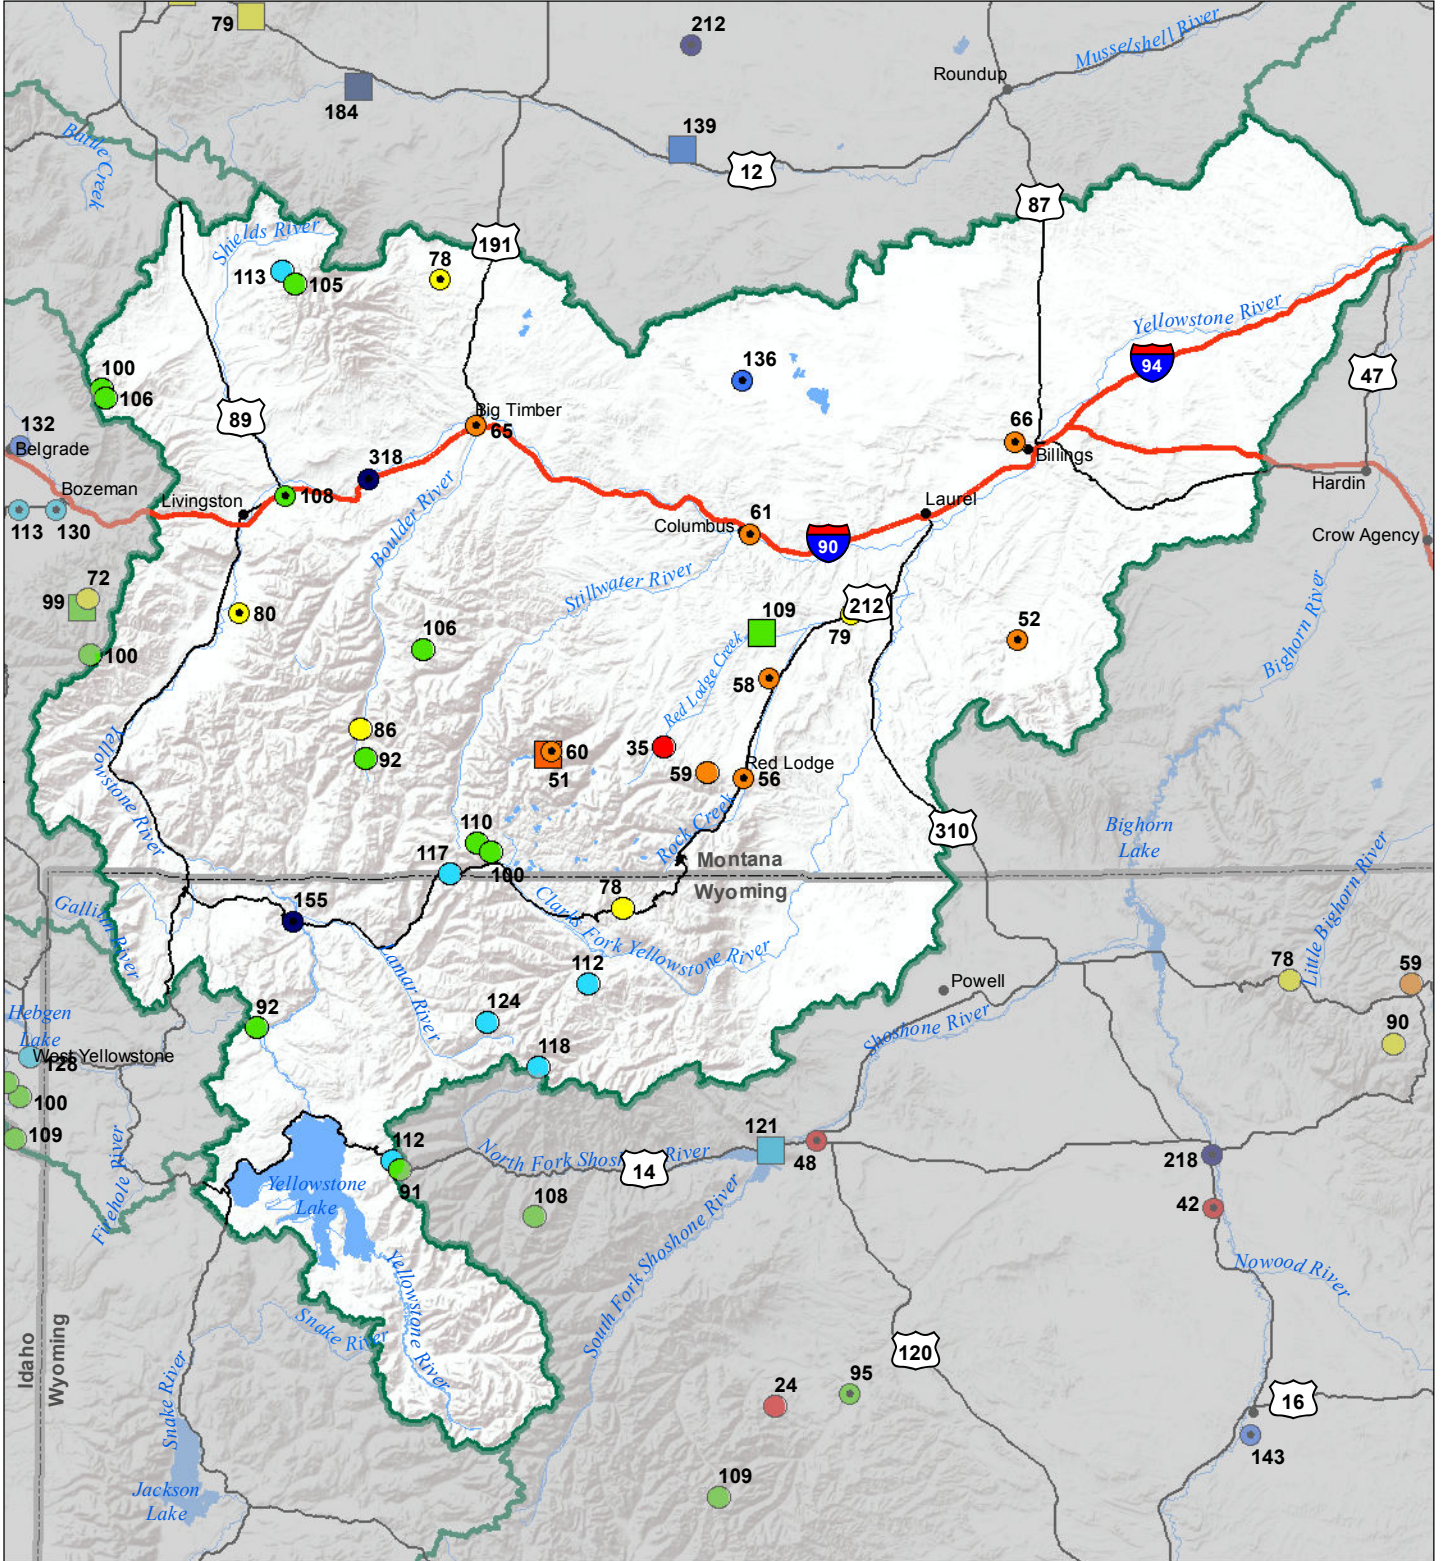 79
212
Musselshell River
Roundup
184
139
12
Battle Creek
87
191
Shields River
113
105
78
Yellowstone River
136
94
47
100
106
89
Big Timber
65
66
Billings
132
Belgrade
318
Hardin
Bozeman
Livingston
108
Laurel
113
130
Columbus
61
90
Crow Agency
Boulder River
Stillwater River
72
99
80
109
212
79
52
Bighorn River
106
100
Red Lodge Creek
58
86
92
60
51
35
59
Red Lodge
56
Yellowstone River
310
Bighorn
Lake
110
100
117
Rock Creek
Montana
Wyoming
78
155
Gallatin River
Clarks Fork Yellowstone River
Little Bighorn River
Lamar River
112
Powell
78
59
92
124
Shoshone River
90
Hebgen
Lake
West Yellowstone
128
118
100
109
Firehole River
112
91
North Fork Shoshone River
14
121
48
218
Yellowstone
Lake
108
South Fork Shoshone River
42
Nowood River
Yellowstone River
Snake River
Idaho
Wyoming
Snake River
120
24
95
16
143
109
Jackson
Lake